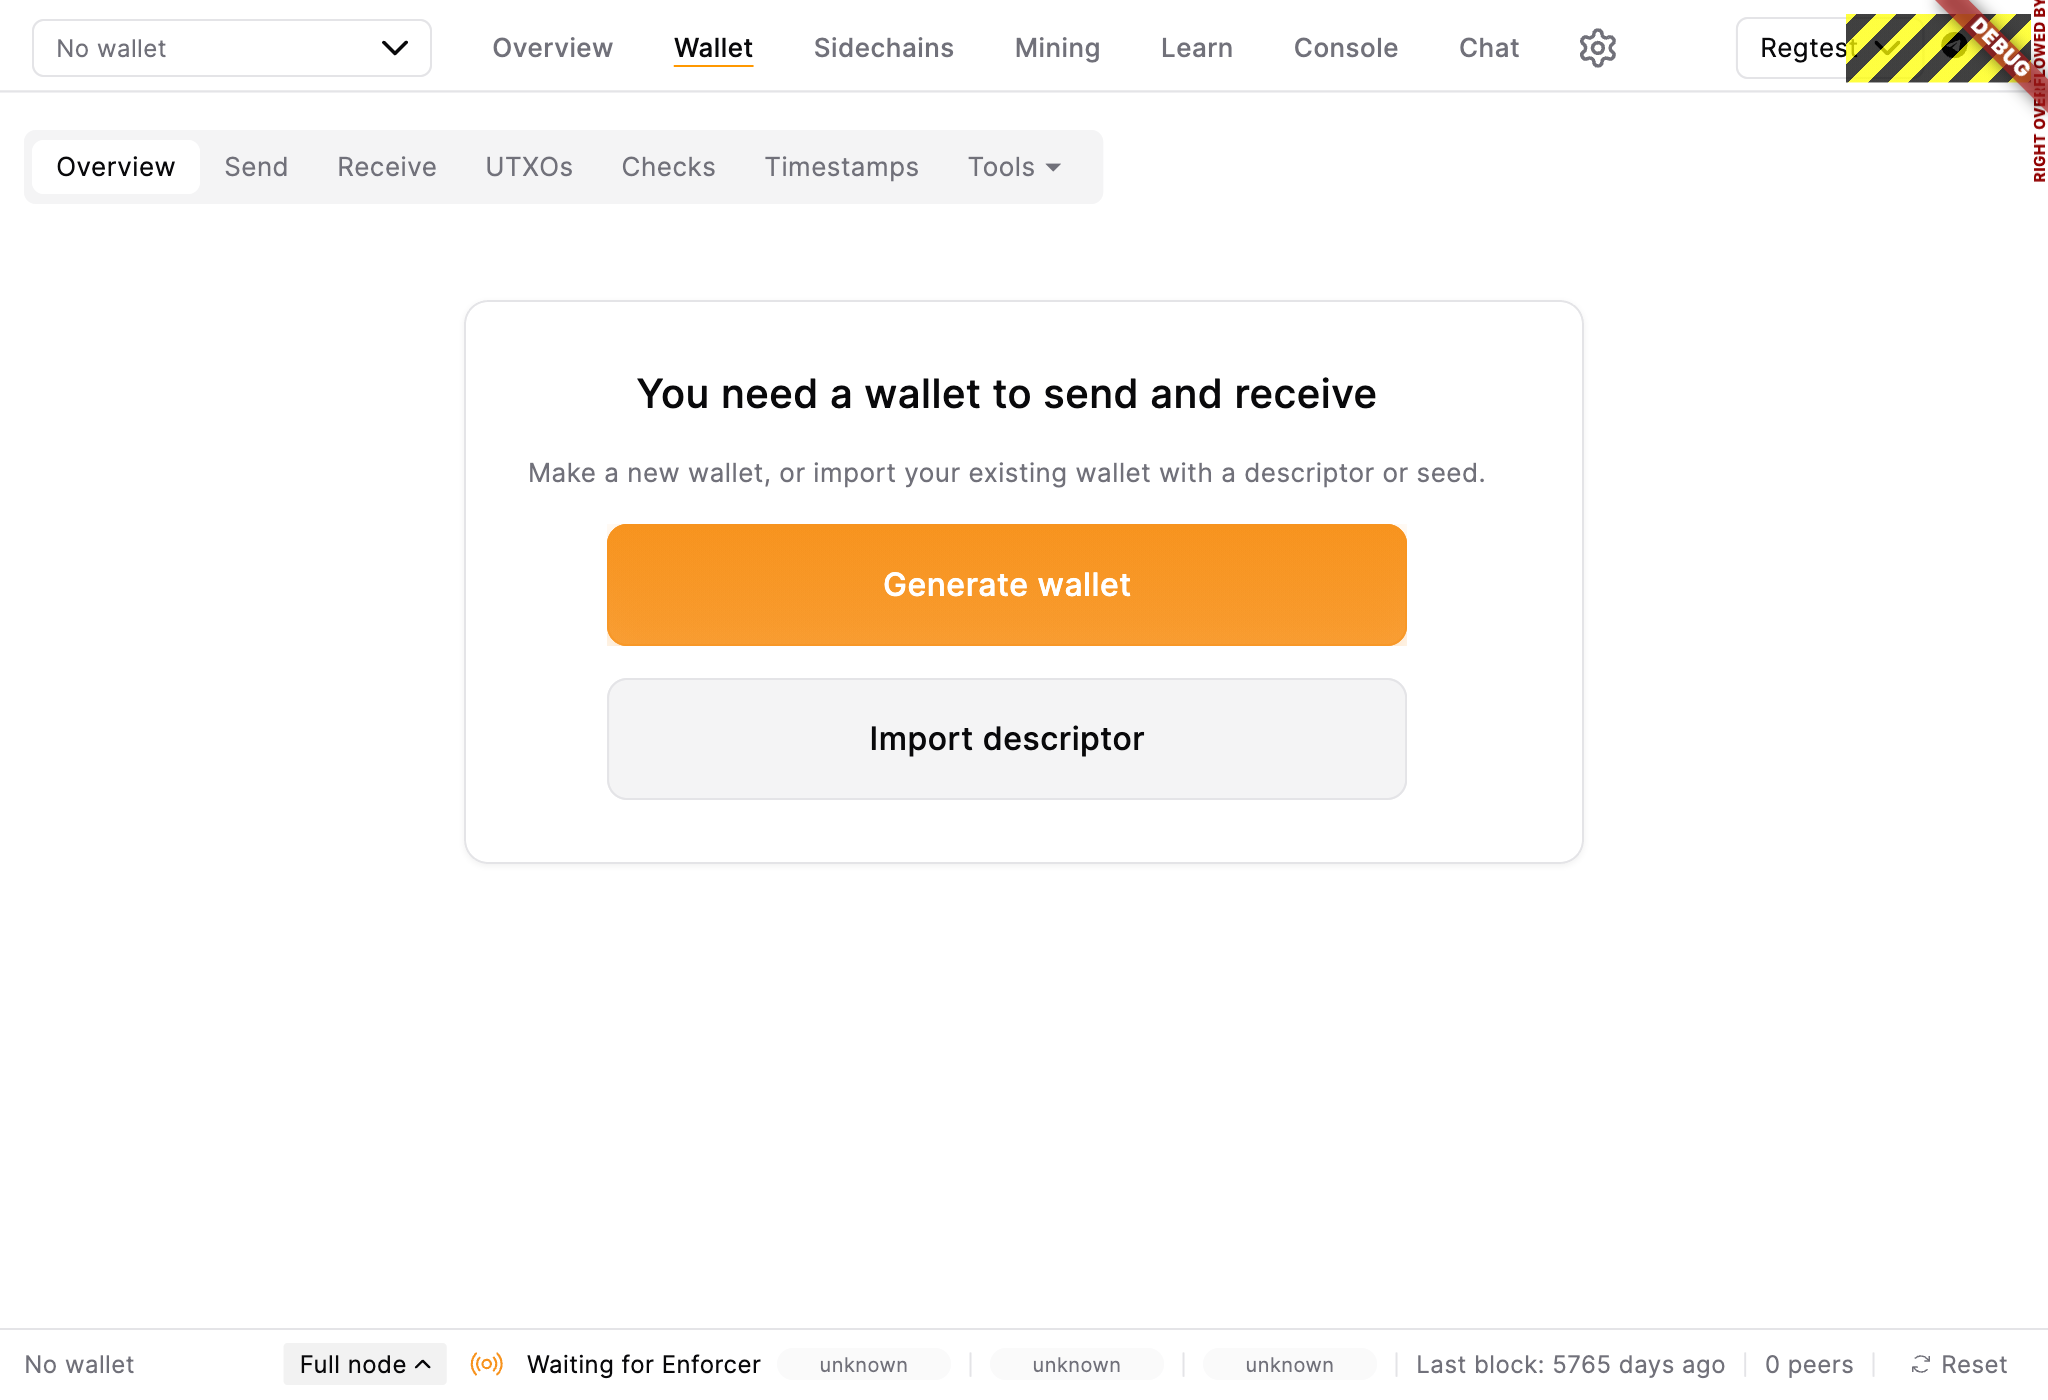 No wallet
Overview
Wallet
Sidechains
Mining
Learn
Console
Chat
Regtest
DEBUG
RIGHT OVERFLOWED BY
Overview
Send
Receive
UTXOs
Checks
Timestamps
Tools
You need a wallet to send and receive
Make a new wallet, or import your existing wallet with a descriptor or seed.
Generate wallet
Import descriptor
No wallet
Full node
Waiting for Enforcer
unknown
unknown
unknown
Last block: 5765 days ago
0 peers
Reset